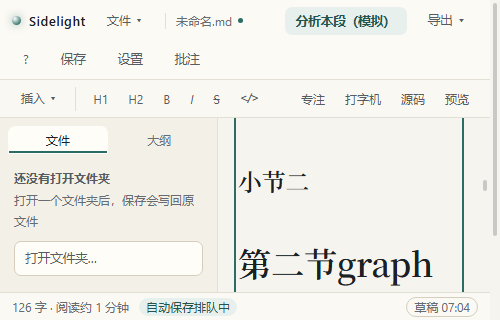 Sidelight 文件 未命名.md 分析本段（模拟） 导出
? 保存 设置 批注
插入 H1 H2 B I S </> 专注 打字机 源码 预览
文件 大纲
还没有打开文件夹
打开一个文件夹后，保存会写回原
文件
打开文件夹...
小节二
第二节graph
126 字 · 阅读约 1 分钟 自动保存排队中 草稿 07:04